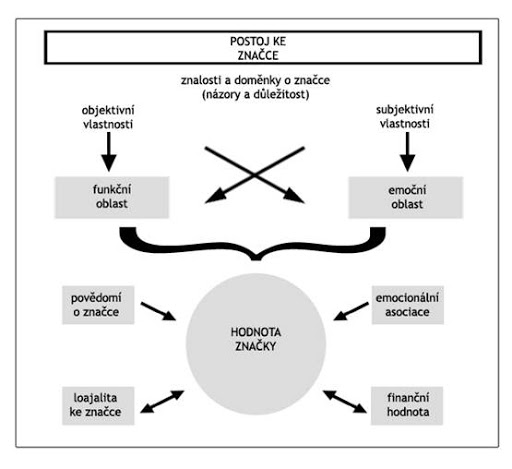 POSTOJ KE
ZNAČCE
znalosti a doměnky o značce
(názory a důležitost)
objektivní
vlastnosti
subjektivní
vlastnosti
funkční
oblast
emoční
oblast
povědomí
o značce
emocionální
asociace
HODNOTA
ZNAČKY
loajalita
ke značce
finanční
hodnota